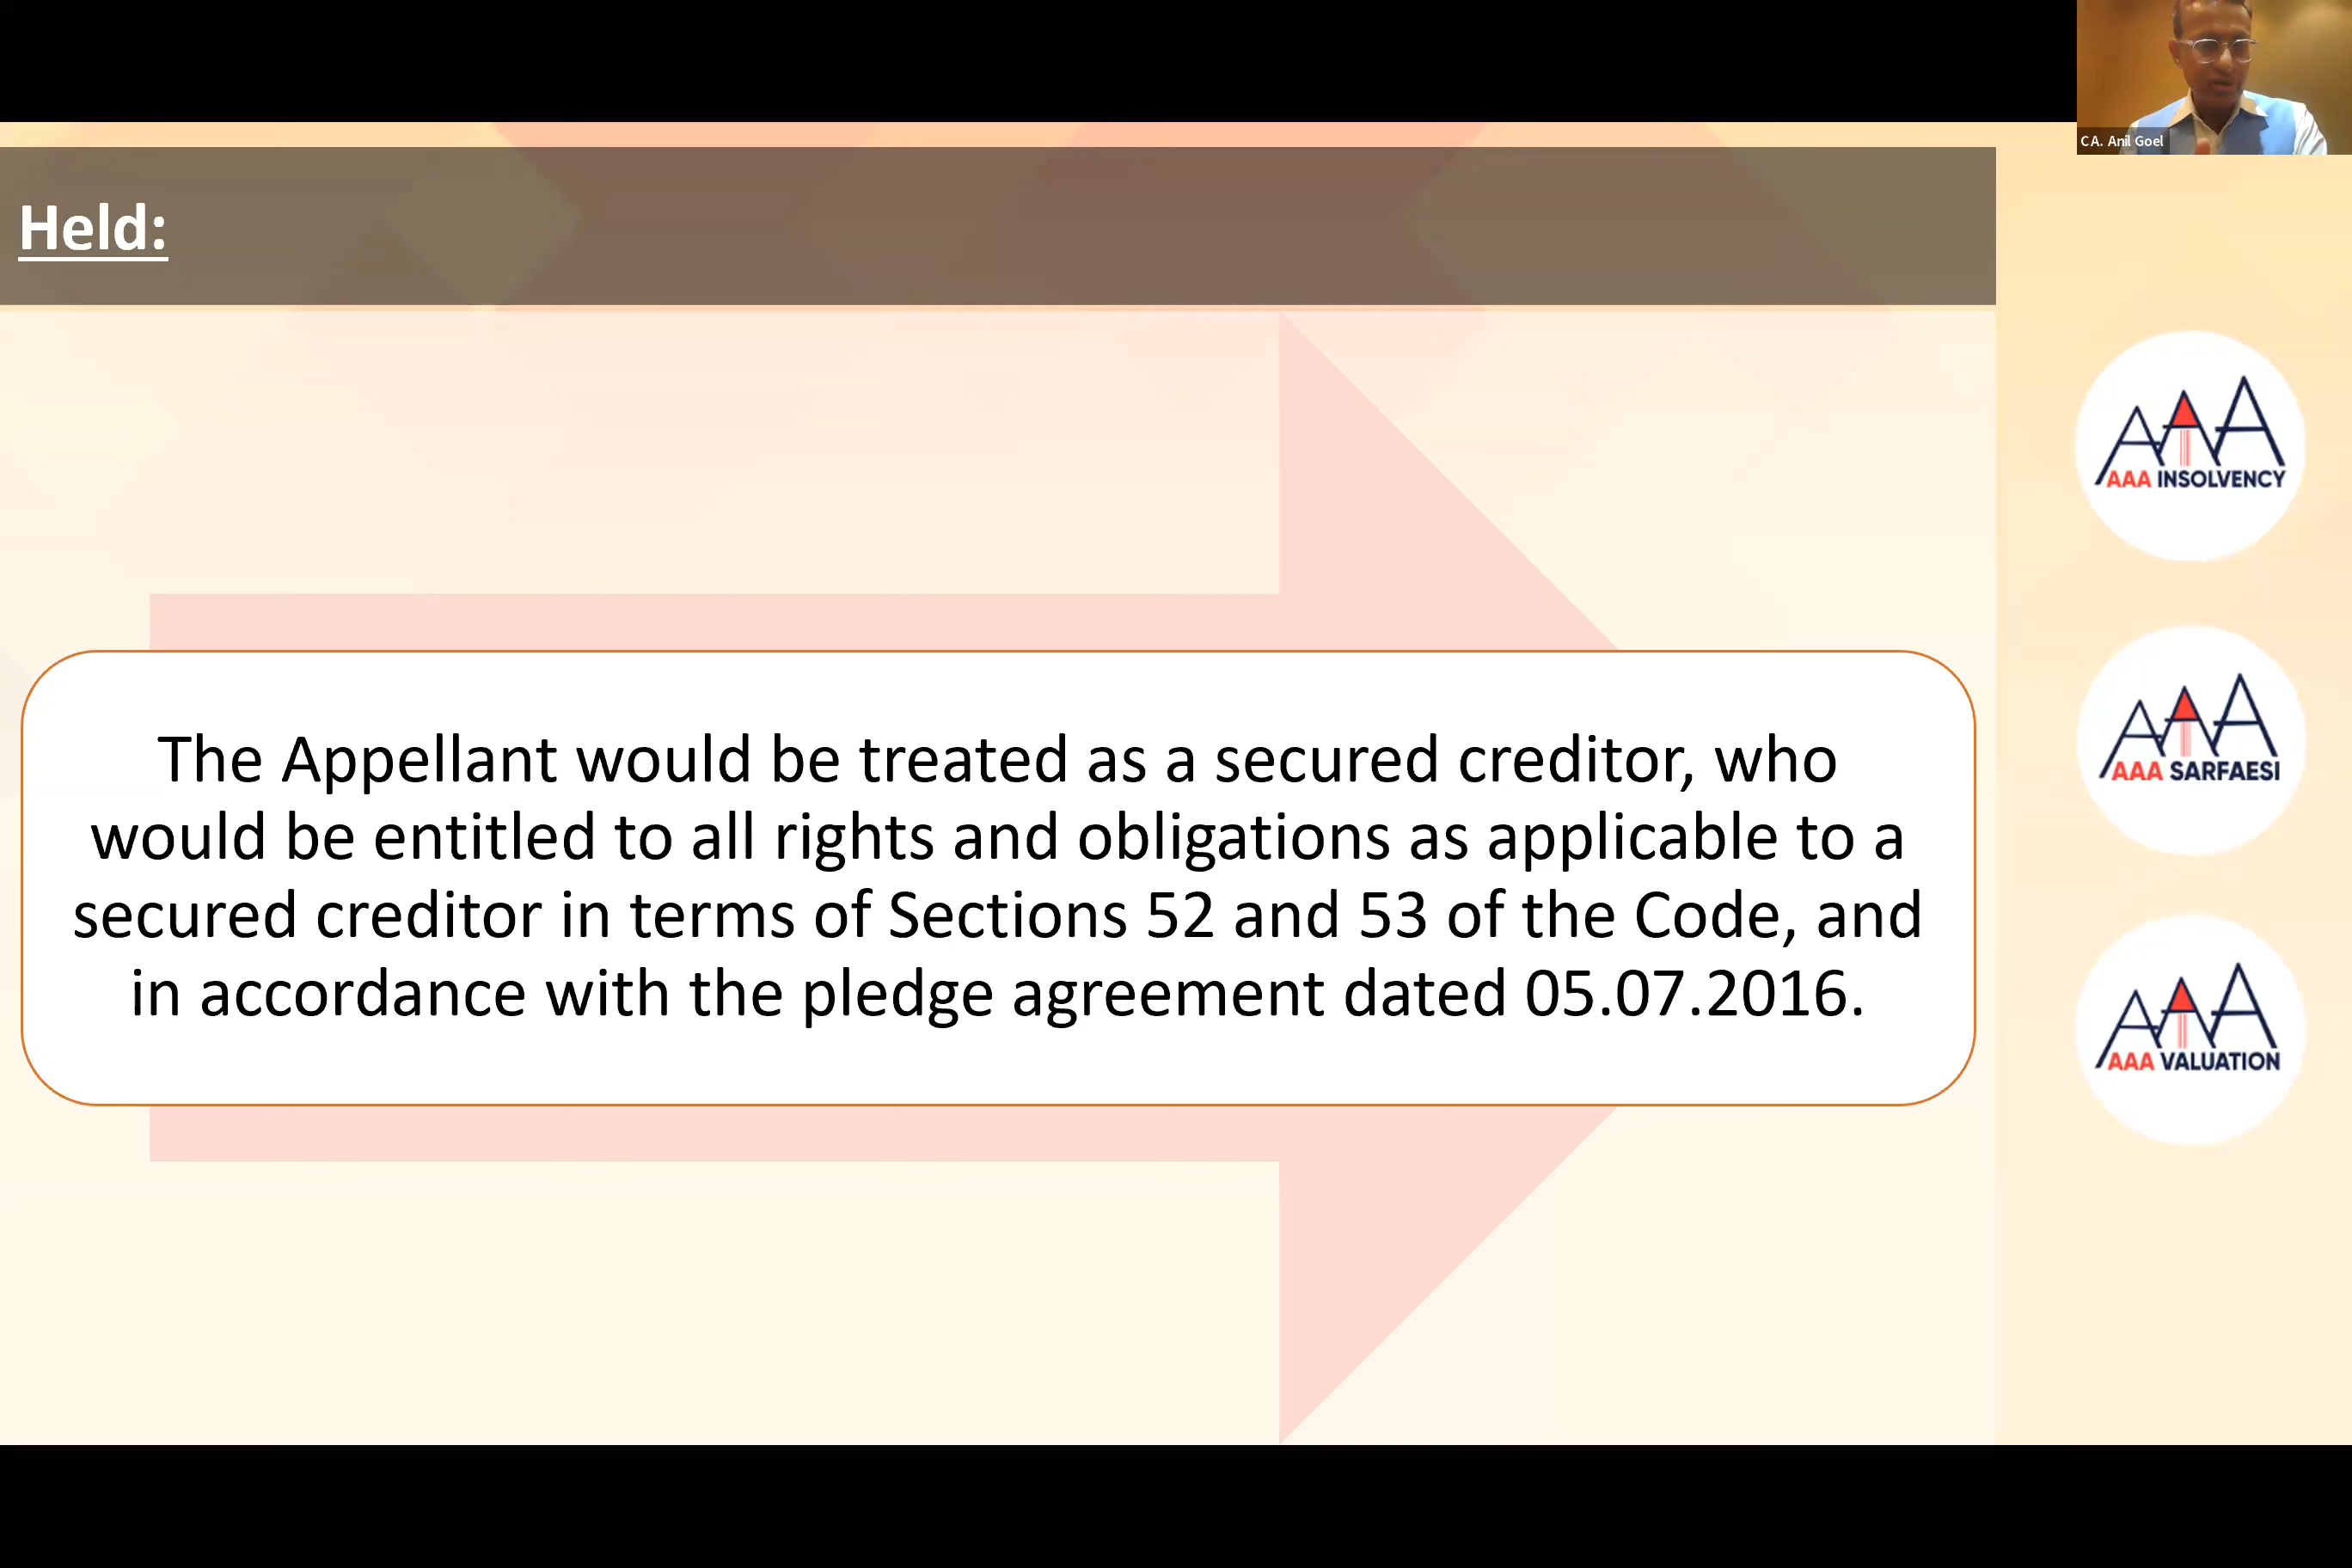 CA. Anil Goel
Held:
The Appellant would be treated as a secured creditor, who
would be entitled to all rights and obligations as applicable to a
secured creditor in terms of Sections 52 and 53 of the Code, and
in accordance with the pledge agreement dated 05.07.2016.
AAA INSOLVENCY
AAA SARFAESI
AAA VALUATION